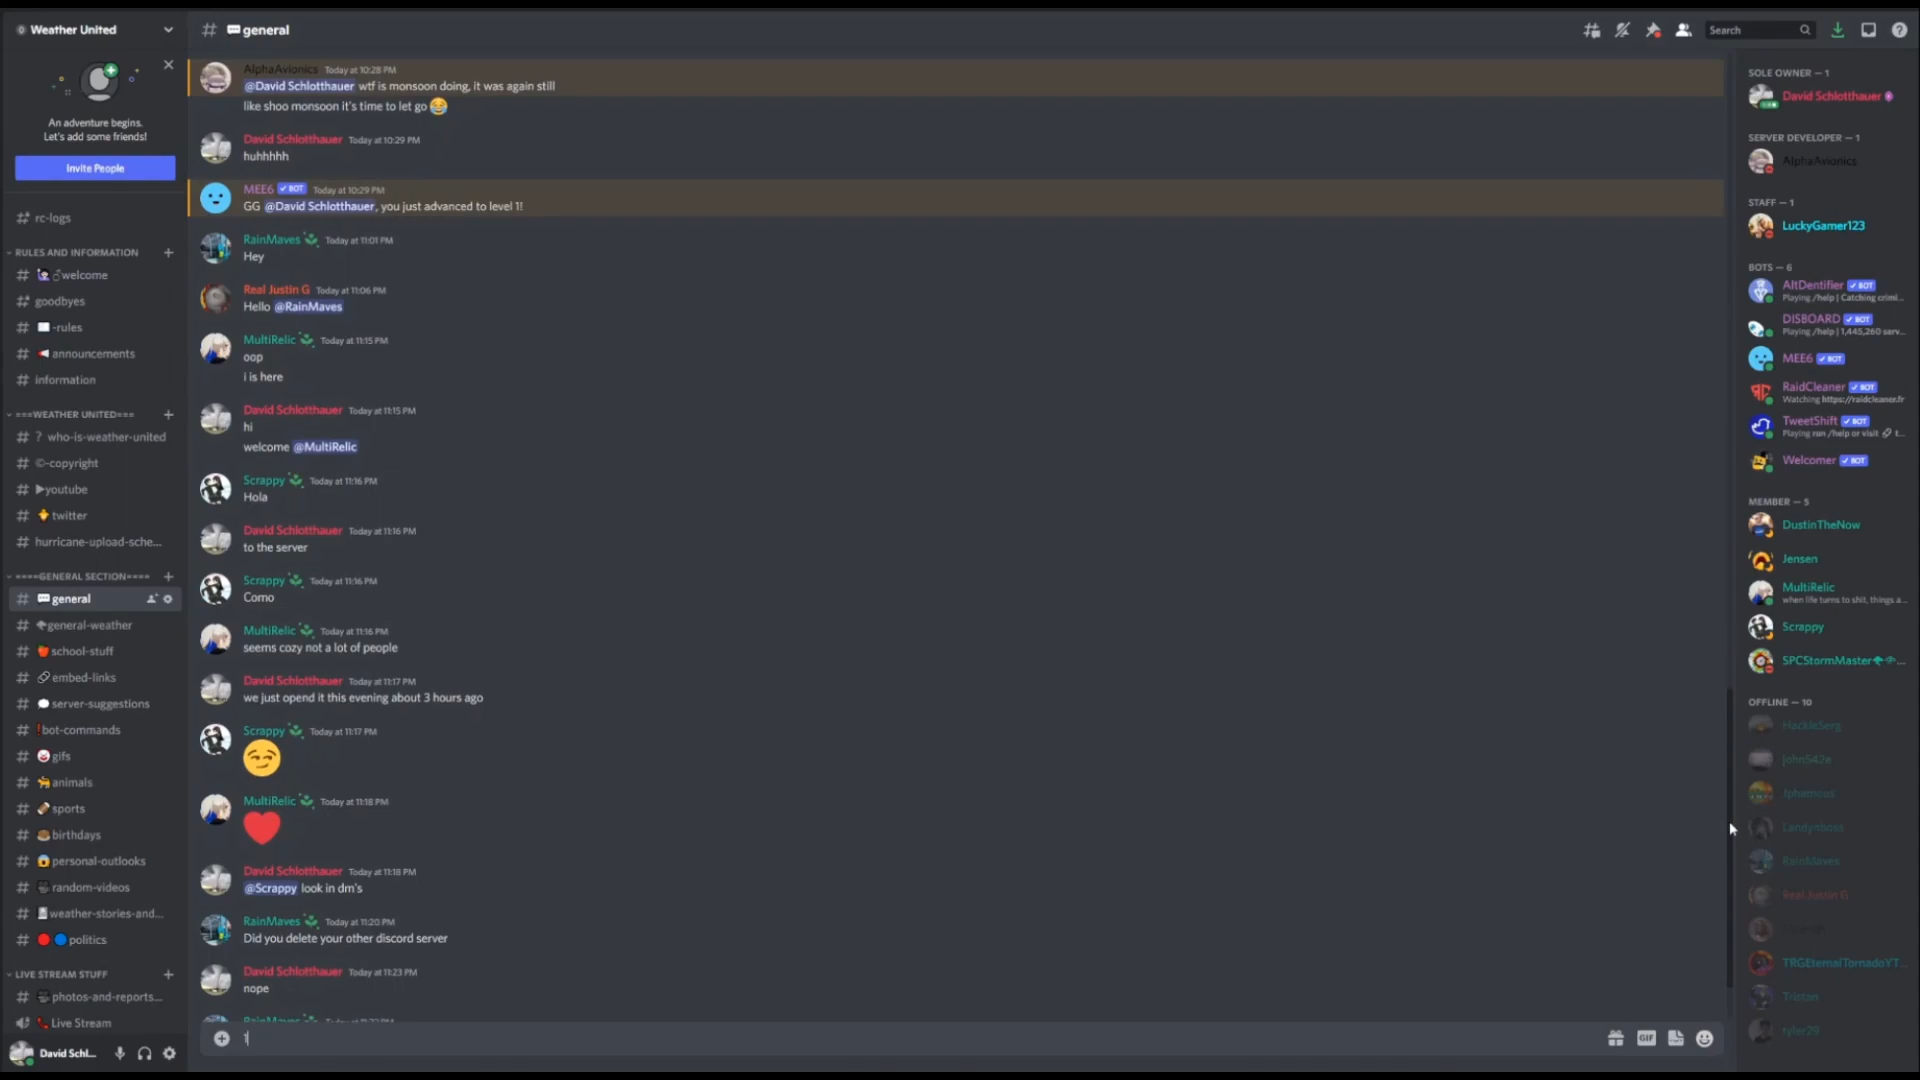 Weather United
An adventure begins.
Let's add some friends!
Invite People
rc-logs
RULES AND INFORMATION
welcome
goodbyes
-rules
announcements
information
===WEATHER UNITED===
? who-is-weather-united
©-copyright
youtube
twitter
hurricane-upload-sche...
====GENERAL SECTION====
general
general-weather
school-stuff
embed-links
server-suggestions
bot-commands
gifs
animals
sports
birthdays
personal-outlooks
random-videos
weather-stories-and...
politics
LIVE STREAM STUFF
photos-and-reports...
Live Stream
David Schl...
general
Search
AlphaAvionics Today at 10:28 PM
@David Schlotthauer wtf is monsoon doing, it was again still
like shoo monsoon it's time to let go
David Schlotthauer Today at 10:29 PM
huhhhhh
MEE6 BOT Today at 10:29 PM
GG @David Schlotthauer, you just advanced to level 1!
RainMaves Today at 11:01 PM
Hey
Real Justin G Today at 11:06 PM
Hello @RainMaves
MultiRelic Today at 11:15 PM
oop
i is here
David Schlotthauer Today at 11:15 PM
hi
welcome @MultiRelic
Scrappy Today at 11:16 PM
Hola
David Schlotthauer Today at 11:16 PM
to the server
Scrappy Today at 11:16 PM
Como
MultiRelic Today at 11:16 PM
seems cozy not a lot of people
David Schlotthauer Today at 11:17 PM
we just opend it this evening about 3 hours ago
Scrappy Today at 11:17 PM
MultiRelic Today at 11:18 PM
David Schlotthauer Today at 11:18 PM
@Scrappy look in dm's
RainMaves Today at 11:20 PM
Did you delete your other discord server
David Schlotthauer Today at 11:23 PM
nope
GIF
SOLE OWNER — 1
David Schlotthauer
SERVER DEVELOPER — 1
AlphaAvionics
STAFF — 1
LuckyGamer123
BOTS — 6
AltDentifier BOT
Playing /help | Catching crimi...
DISBOARD BOT
Playing /help | 1,445,260 serv...
MEE6 BOT
RaidCleaner BOT
Watching https://raidcleaner.fr
TweetShift BOT
Playing run /help or visit t...
Welcomer BOT
MEMBER — 5
DustinTheNow
Jensen
MultiRelic
when life turns to shit, things a...
Scrappy
SPCStormMaster...
OFFLINE — 10
HackleSerg
john542e
Jphamous
Landynboss
RainMaves
Real Justin G
TRGEternalTornadoYT...
Tristan
tyler29